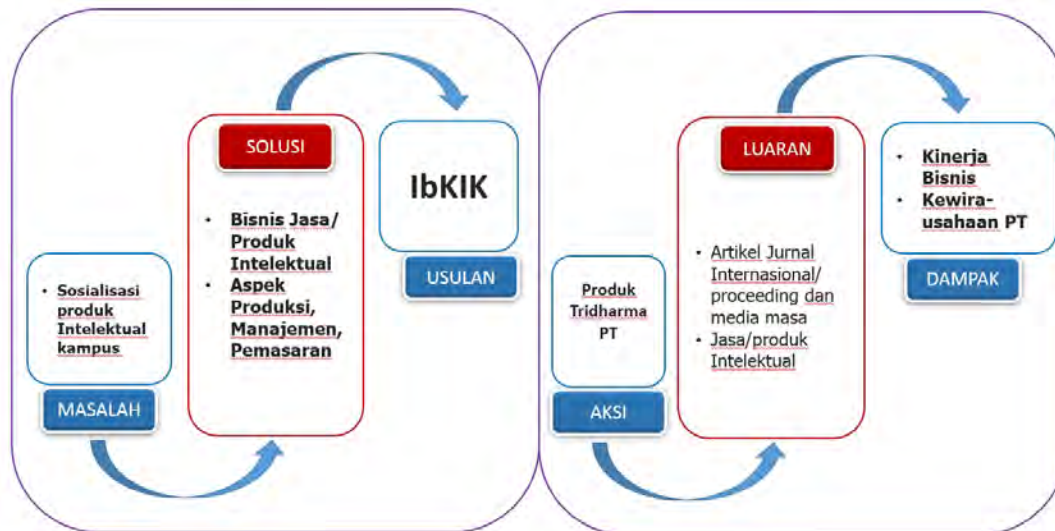 • Sosialisasi
produk
Intelektual
kampus
MASALAH
SOLUSI
• Bisnis Jasa/
Produk
Intelektual
• Aspek
Produksi,
Manajemen,
Pemasaran
IbKIK
USULAN
Produk
Tridharma
PT
AKSI
LUARAN
• Artikel Jurnal
Internasional/
proceeding dan
media masa
• Jasa/produk
Intelektual
• Kinerja
Bisnis
• Kewira-
usahaan PT
DAMPAK